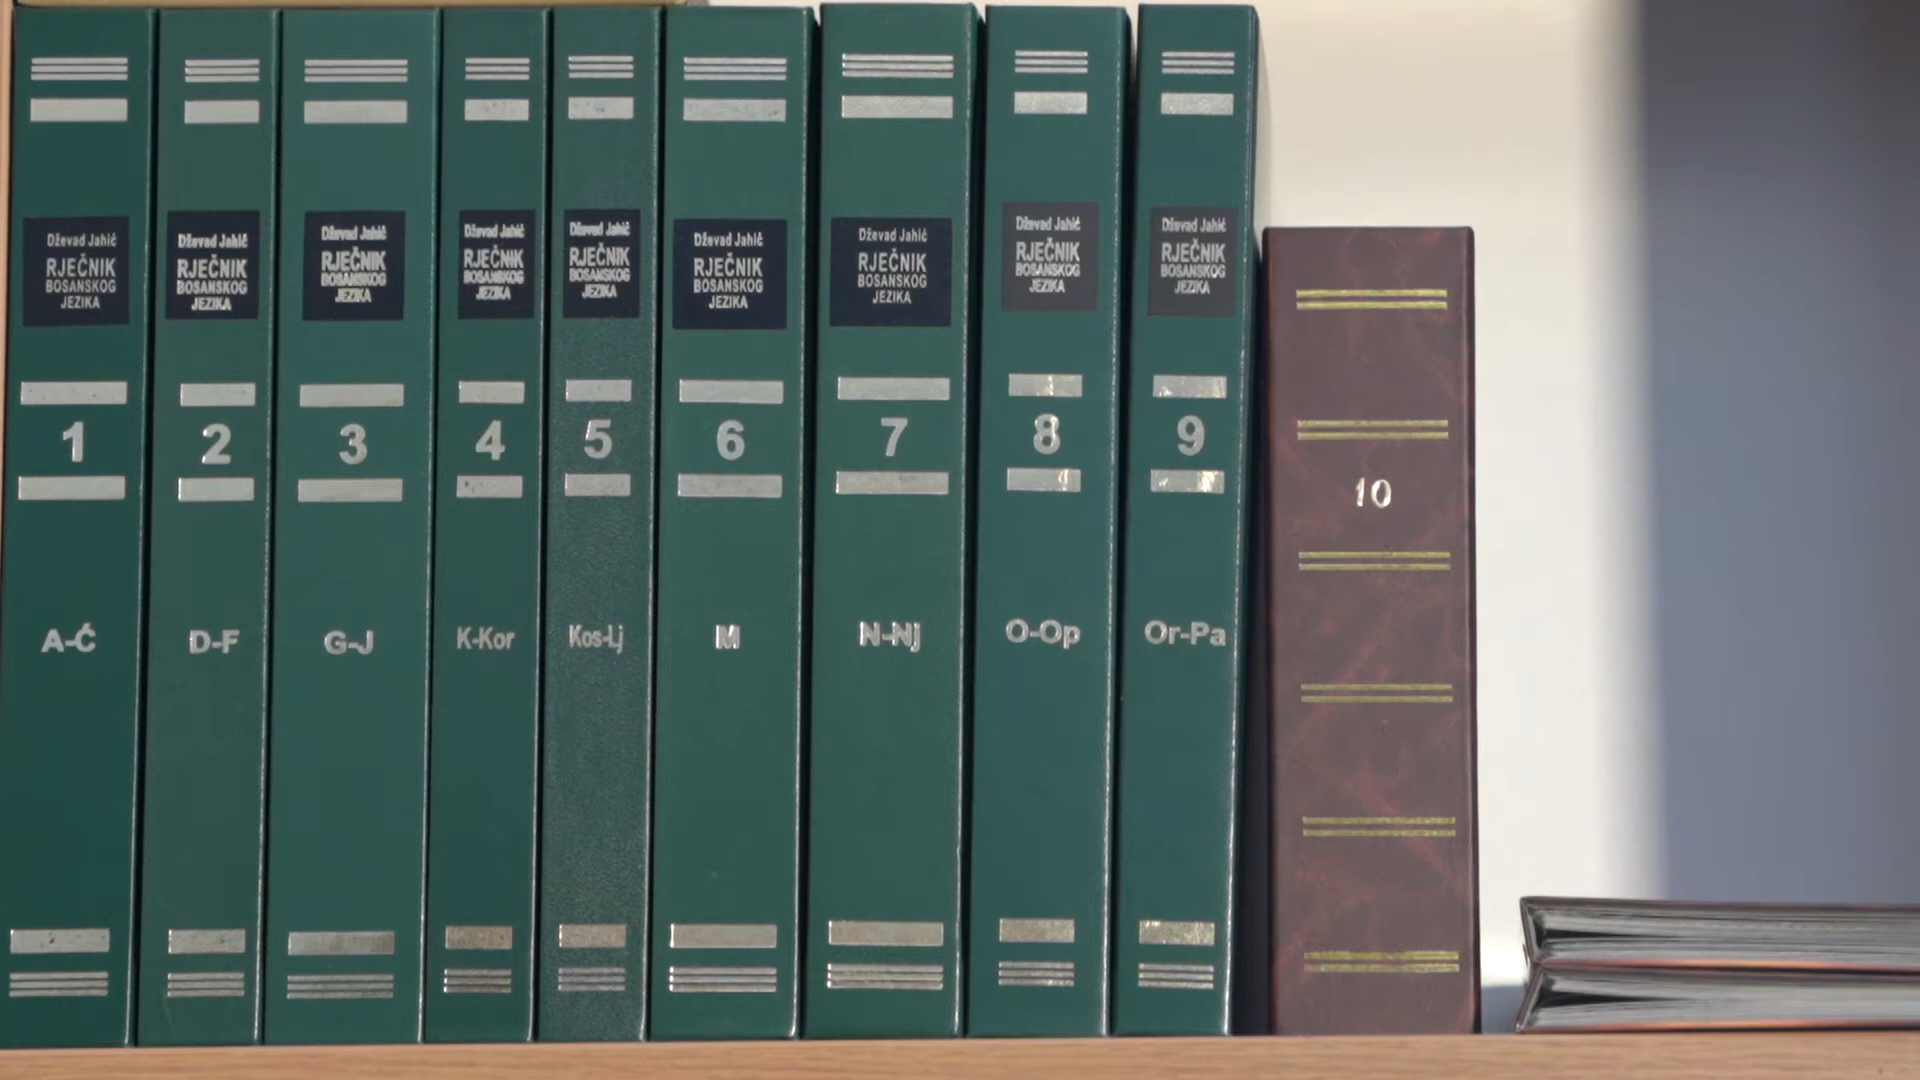 Dževad Jahić
RJEČNIK
BOSANSKOG
JEZIKA
1
A-Ć
Dževad Jahić
RJEČNIK
BOSANSKOG
JEZIKA
2
D-F
Dževad Jahić
RJEČNIK
BOSANSKOG
JEZIKA
3
G-J
Dževad Jahić
RJEČNIK
BOSANSKOG
JEZIKA
4
K-Kor
Dževad Jahić
RJEČNIK
BOSANSKOG
JEZIKA
5
Kos-Lj
Dževad Jahić
RJEČNIK
BOSANSKOG
JEZIKA
6
M
Dževad Jahić
RJEČNIK
BOSANSKOG
JEZIKA
7
N-Nj
Dževad Jahić
RJEČNIK
BOSANSKOG
JEZIKA
8
O-Op
Dževad Jahić
RJEČNIK
BOSANSKOG
JEZIKA
9
Or-Pa
10